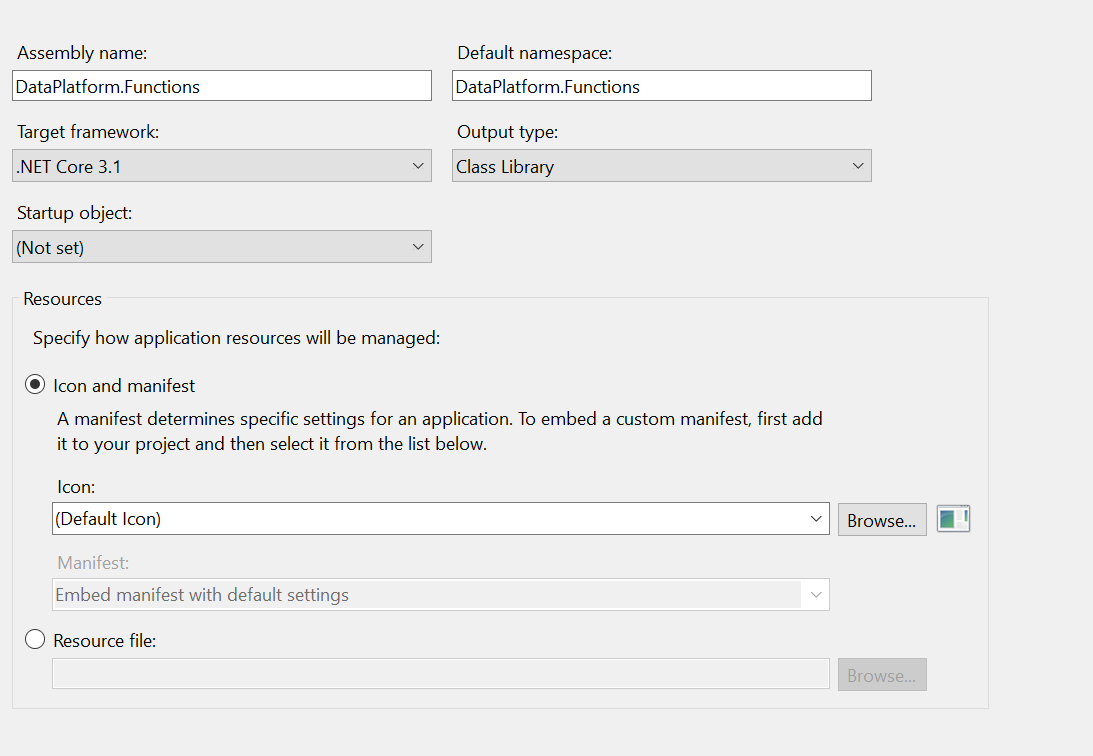 Assembly name:
Default namespace:
DataPlatform.Functions
DataPlatform.Functions
Target framework:
Output type:
.NET Core 3.1
Class Library
Startup object:
(Not set)
Resources
Specify how application resources will be managed:
Icon and manifest
A manifest determines specific settings for an application. To embed a custom manifest, first add
it to your project and then select it from the list below.
Icon:
(Default Icon)
Browse...
Manifest:
Embed manifest with default settings
Resource file:
Browse...